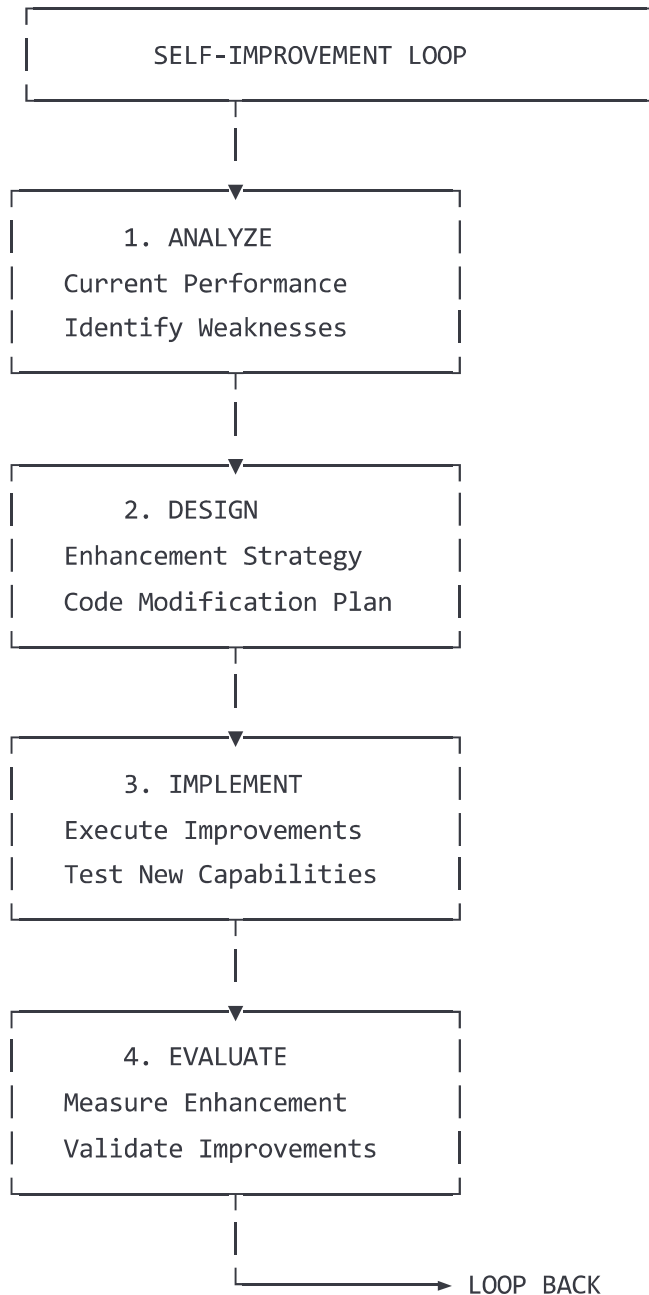 SELF-IMPROVEMENT LOOP
1. ANALYZE
Current Performance
Identify Weaknesses
2. DESIGN
Enhancement Strategy
Code Modification Plan
3. IMPLEMENT
Execute Improvements
Test New Capabilities
4. EVALUATE
Measure Enhancement
Validate Improvements
LOOP BACK